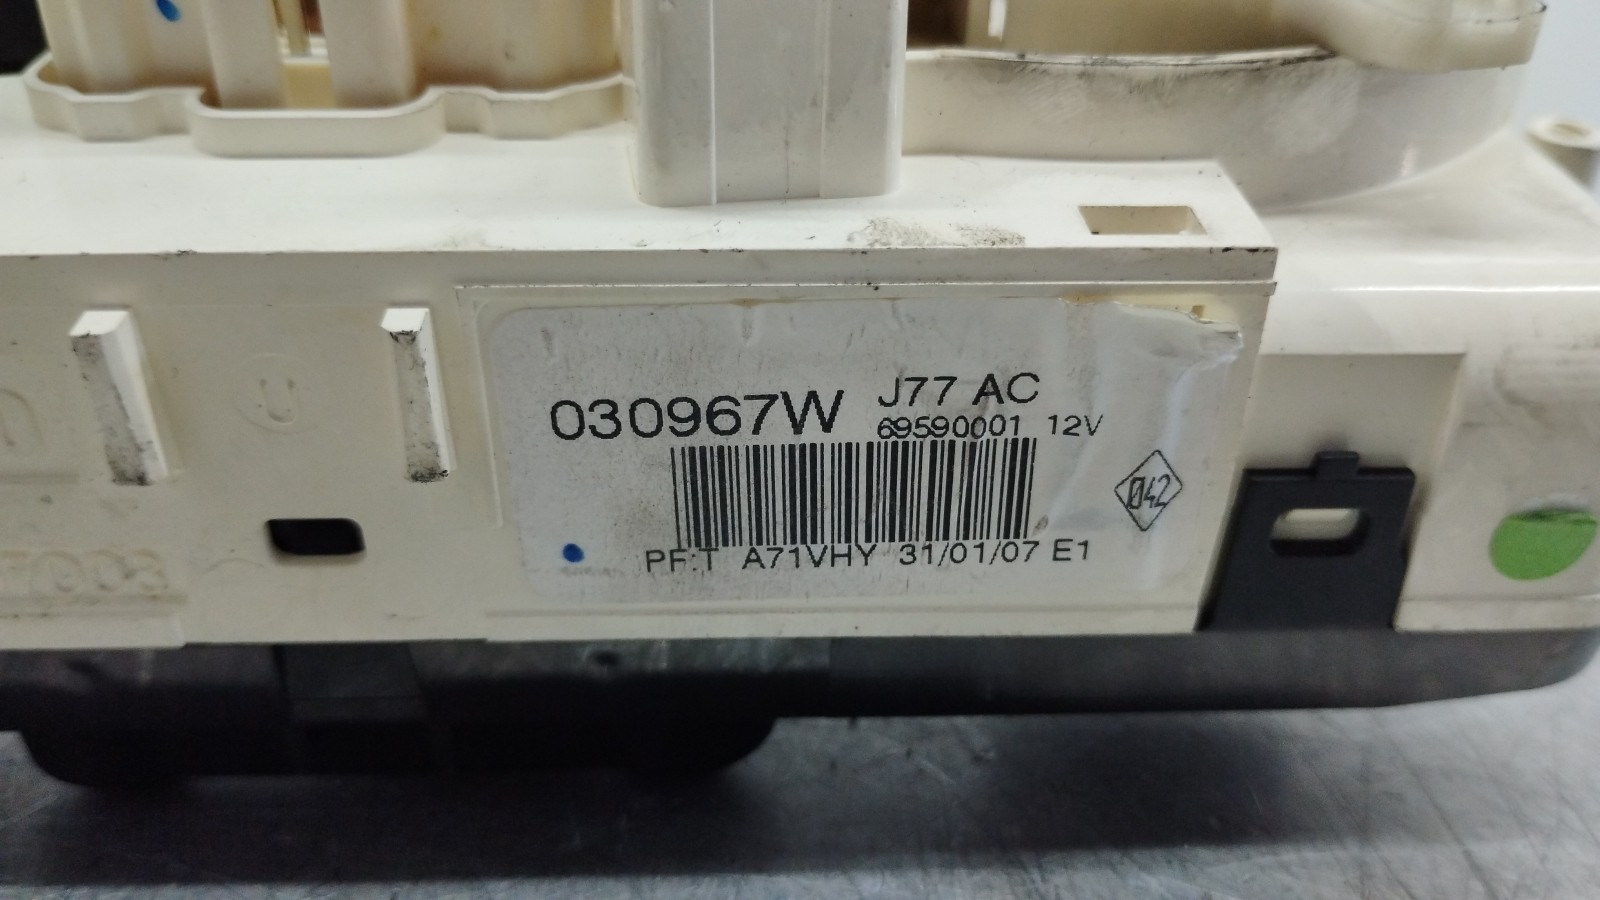 030967W J77 AC
69590001 12V
042
PF:T A71VHY 31/01/07 E1